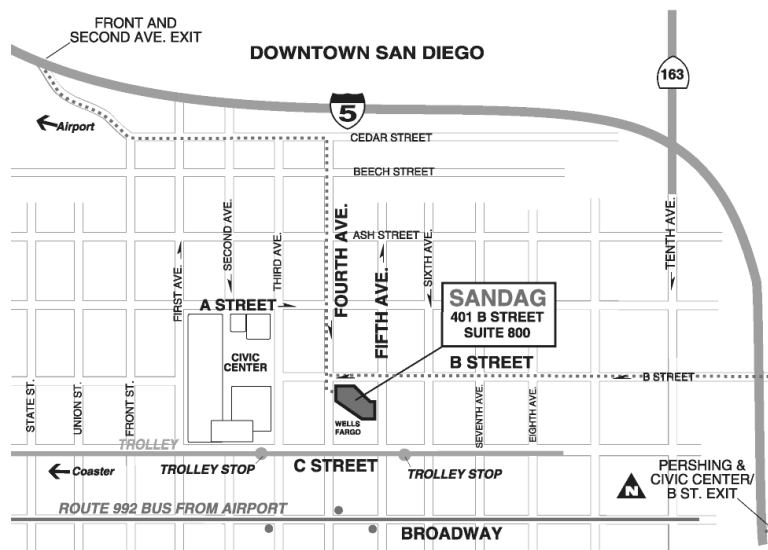 FRONT AND
SECOND AVE. EXIT
DOWNTOWN SAN DIEGO
163
5
Airport
CEDAR STREET
BEECH STREET
ASH STREET
FIRST AVE.
SECOND AVE.
THIRD AVE.
FOURTH AVE.
FIFTH AVE.
SIXTH AVE.
TENTH AVE.
A STREET
SANDAG
401 B STREET
SUITE 800
CIVIC
CENTER
B STREET
B STREET
STATE ST.
UNION ST.
FRONT ST.
SEVENTH AVE.
EIGHTH AVE.
WELLS
FARGO
TROLLEY
Coaster
TROLLEY STOP
C STREET
TROLLEY STOP
N
PERSHING &
CIVIC CENTER/
B ST. EXIT
ROUTE 992 BUS FROM AIRPORT
BROADWAY